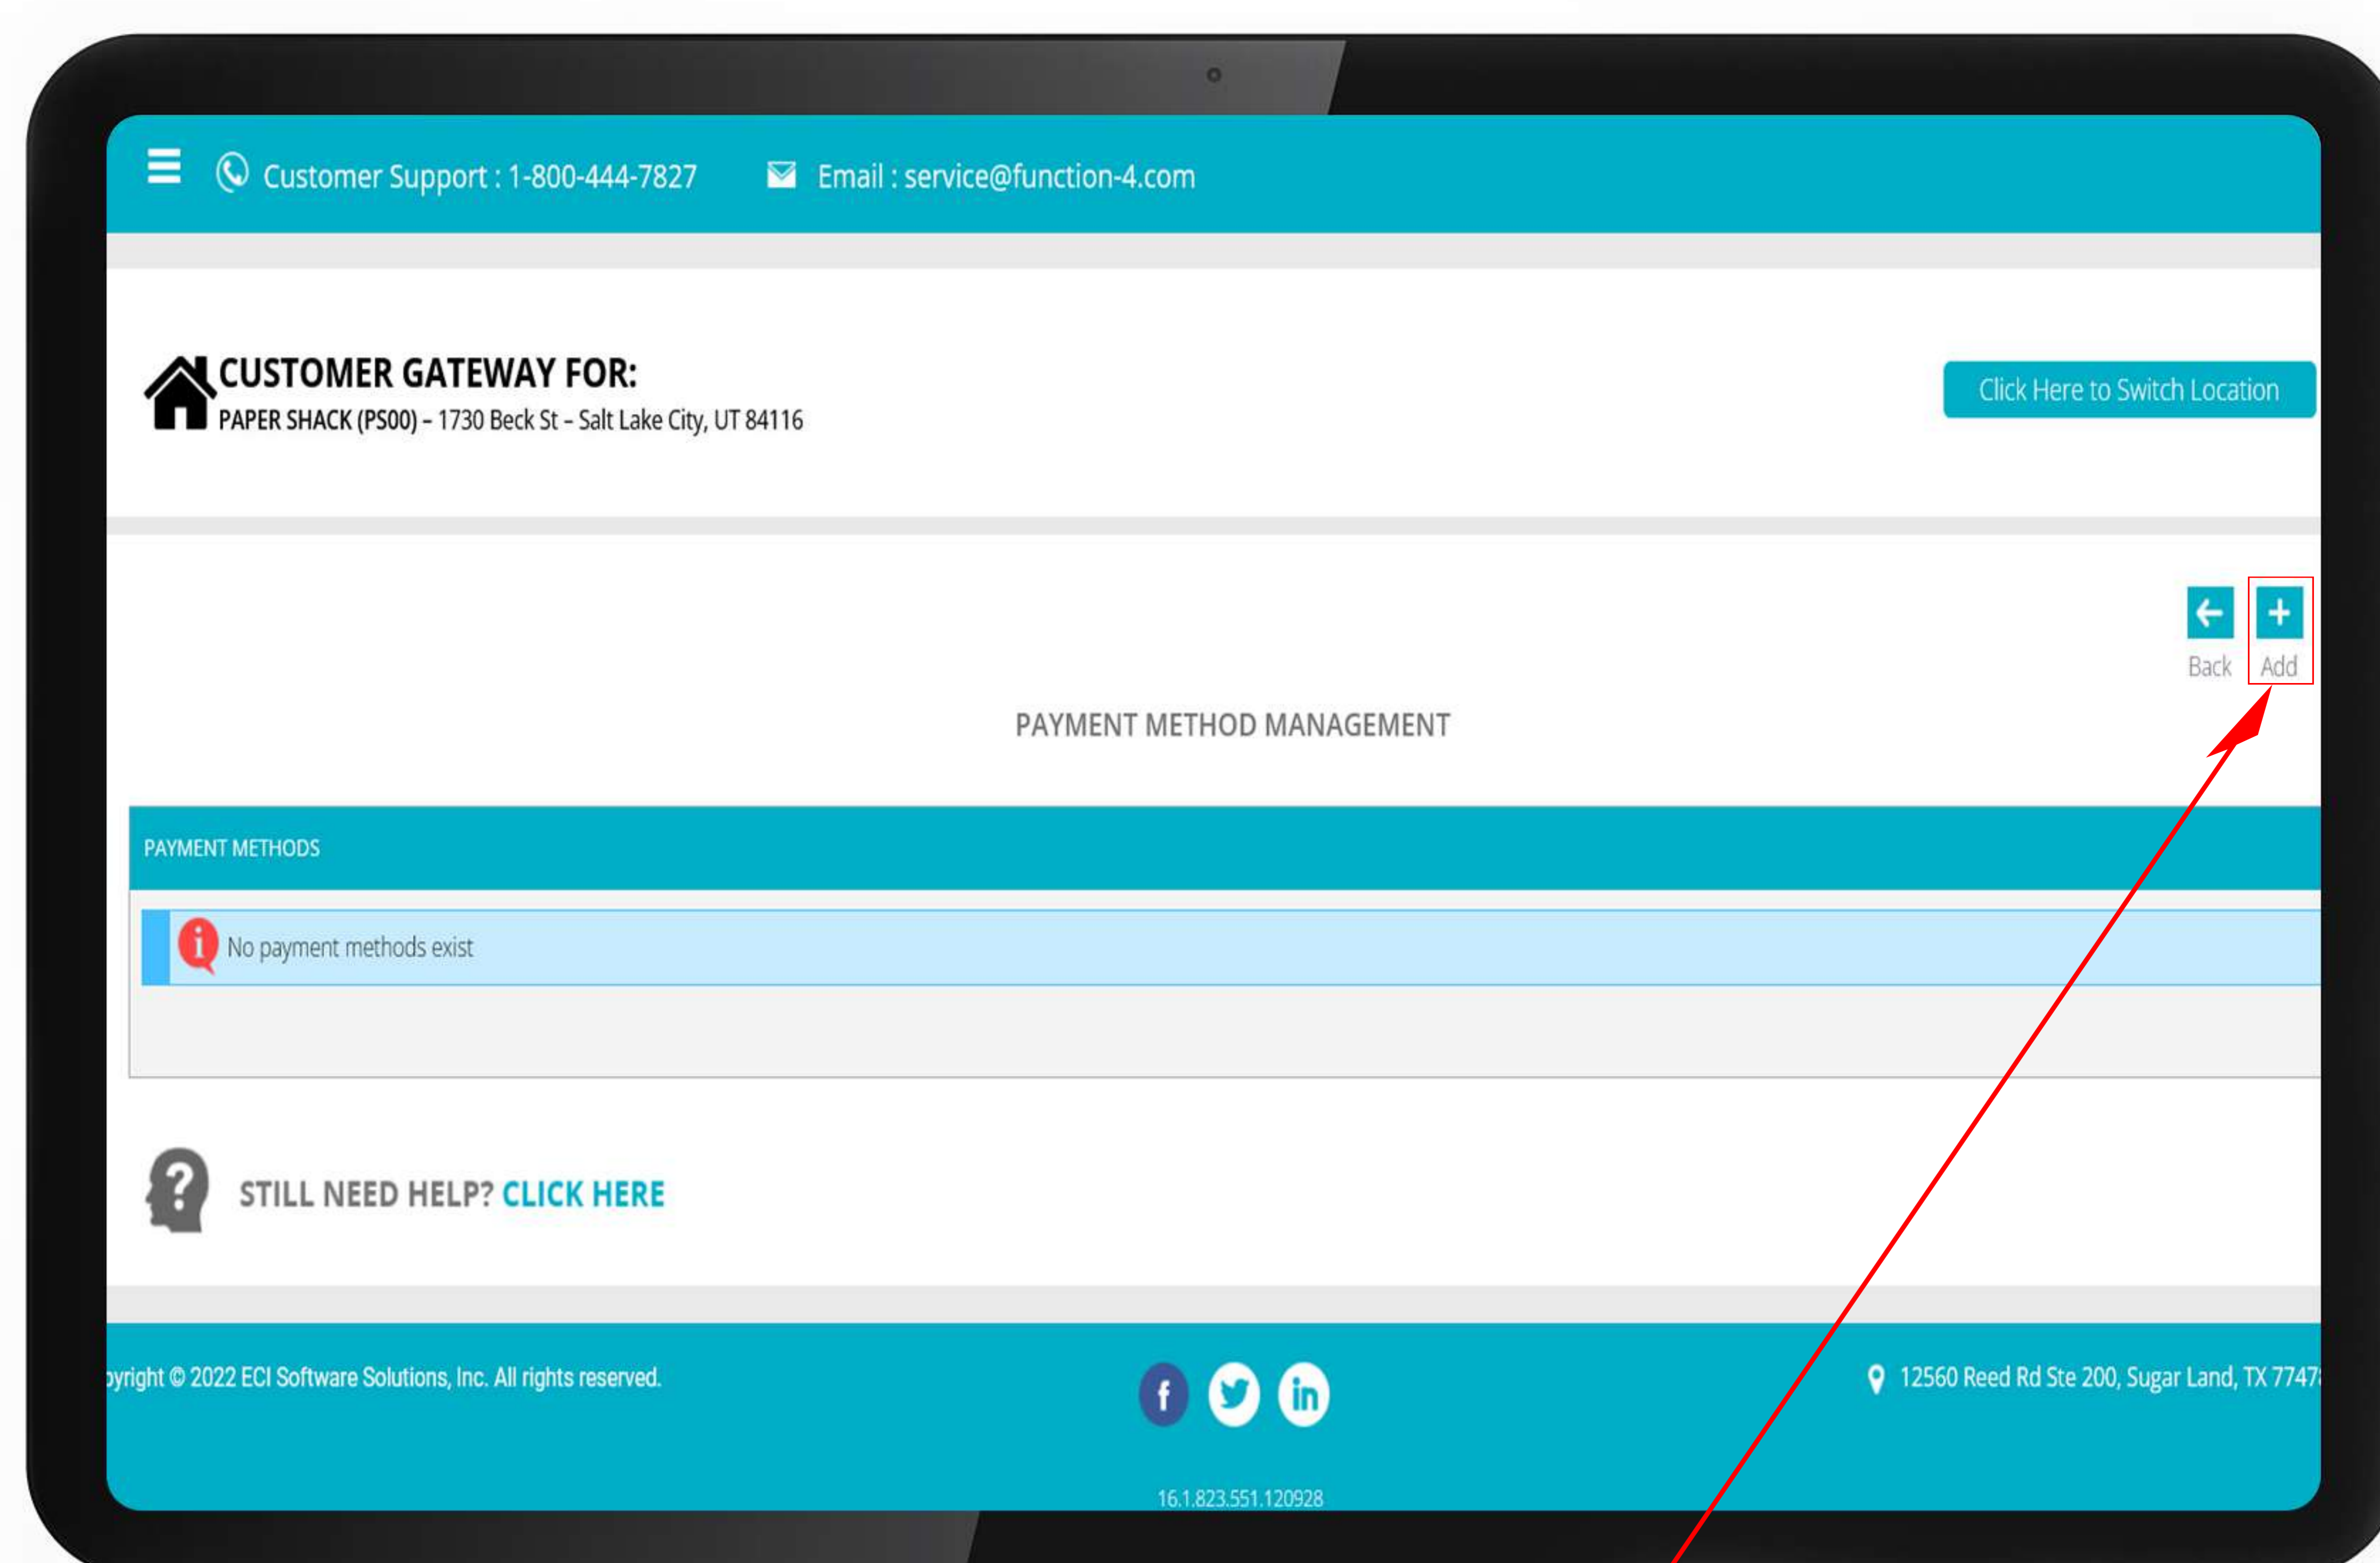 Customer Support : 1-800-444-7827
Email : service@function-4.com
CUSTOMER GATEWAY FOR:
PAPER SHACK (PS00) – 1730 Beck St – Salt Lake City, UT 84116
Click Here to Switch Location
Back
Add
PAYMENT METHOD MANAGEMENT
PAYMENT METHODS
No payment methods exist
STILL NEED HELP? CLICK HERE
pyright © 2022 ECI Software Solutions, Inc. All rights reserved.
12560 Reed Rd Ste 200, Sugar Land, TX 7747
16.1.823.551.120928